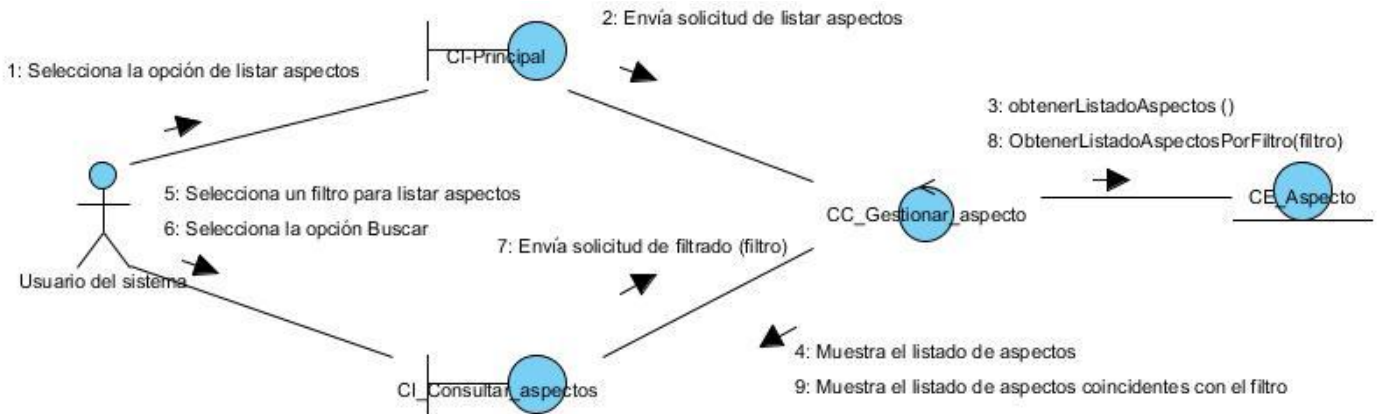 2: Envía solicitud de listar aspectos
CI-Principal
1: Selecciona la opción de listar aspectos
3: obtenerListadoAspectos ()
8: ObtenerListadoAspectosPorFiltro(filtro)
5: Selecciona un filtro para listar aspectos
6: Selecciona la opción Buscar
CC_Gestionar_aspecto
CE_Aspecto
7: Envía solicitud de filtrado (filtro)
Usuario del sistema
4: Muestra el listado de aspectos
9: Muestra el listado de aspectos coincidentes con el filtro
CI_Consultar_aspectos